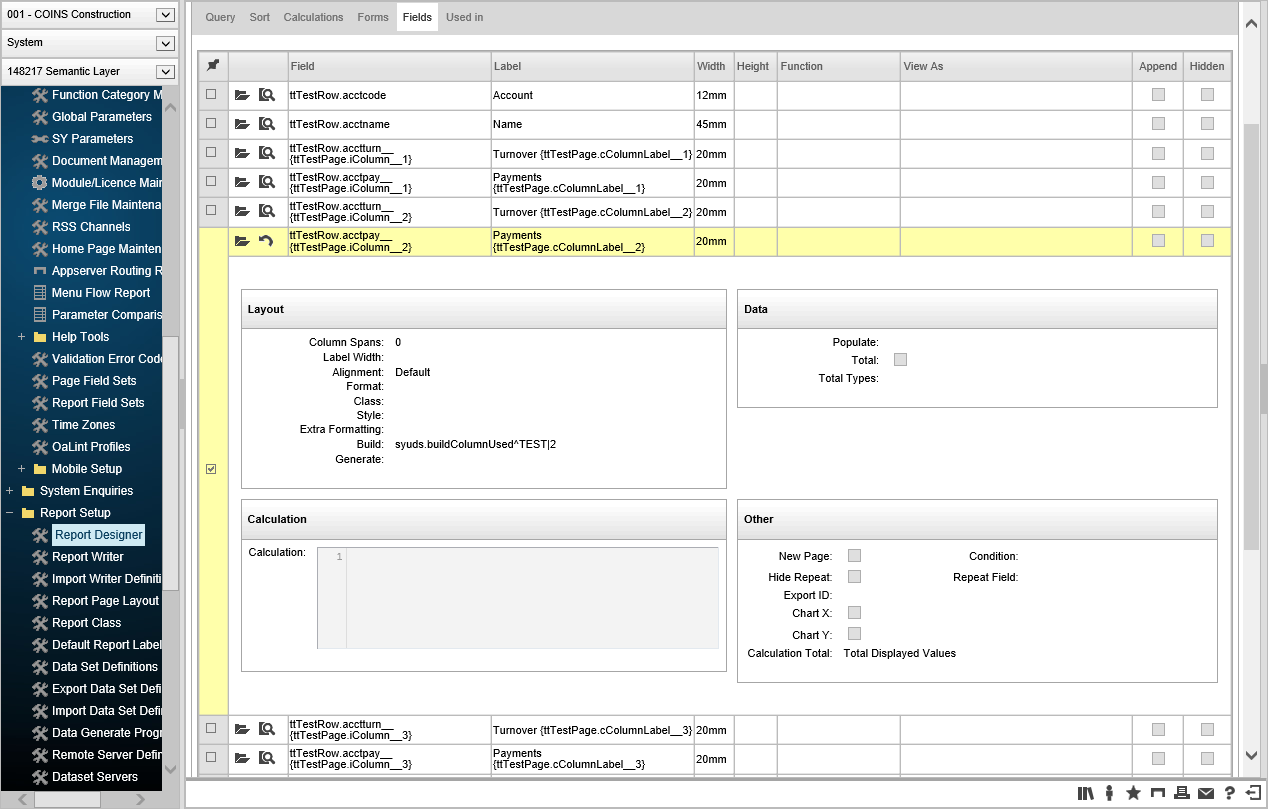 001 - COINS Construction
System
148217 Semantic Layer
Function Category M
Global Parameters
SY Parameters
Document Managem
Module/Licence Main
Merge File Maintena
RSS Channels
Home Page Mainten
Appserver Routing R
Menu Flow Report
Parameter Comparis
Help Tools
Validation Error Code
Page Field Sets
Report Field Sets
Time Zones
OaLint Profiles
Mobile Setup
System Enquiries
Report Setup
Report Designer
Report Writer
Import Writer Definiti
Report Page Layout
Report Class
Default Report Label
Data Set Definitions
Export Data Set Defi
Import Data Set Defi
Data Generate Progr
Remote Server Defin
Dataset Servers
Query Sort Calculations Forms Fields Used in
Field Label Width Height Function View As Append Hidden
ttTestRow.acctcode Account 12mm
ttTestRow.acctname Name 45mm
ttTestRow.acctturn__
{ttTestPage.iColumn__1} Turnover {ttTestPage.cColumnLabel__1} 20mm
ttTestRow.acctpay__ Payments
{ttTestPage.iColumn__1} {ttTestPage.cColumnLabel__1} 20mm
ttTestRow.acctturn__
{ttTestPage.iColumn__2} Turnover {ttTestPage.cColumnLabel__2} 20mm
ttTestRow.acctpay__ Payments
{ttTestPage.iColumn__2} {ttTestPage.cColumnLabel__2} 20mm
Layout
Column Spans: 0
Label Width:
Alignment: Default
Format:
Class:
Style:
Extra Formatting:
Build: syuds.buildColumnUsed^TEST|2
Generate:
Data
Populate:
Total:
Total Types:
Calculation
Calculation: 1
Other
New Page: Condition:
Hide Repeat: Repeat Field:
Export ID:
Chart X:
Chart Y:
Calculation Total: Total Displayed Values
ttTestRow.acctturn__
{ttTestPage.iColumn__3} Turnover {ttTestPage.cColumnLabel__3} 20mm
ttTestRow.acctpay__ Payments
{ttTestPage.iColumn__3} {ttTestPage.cColumnLabel__3} 20mm